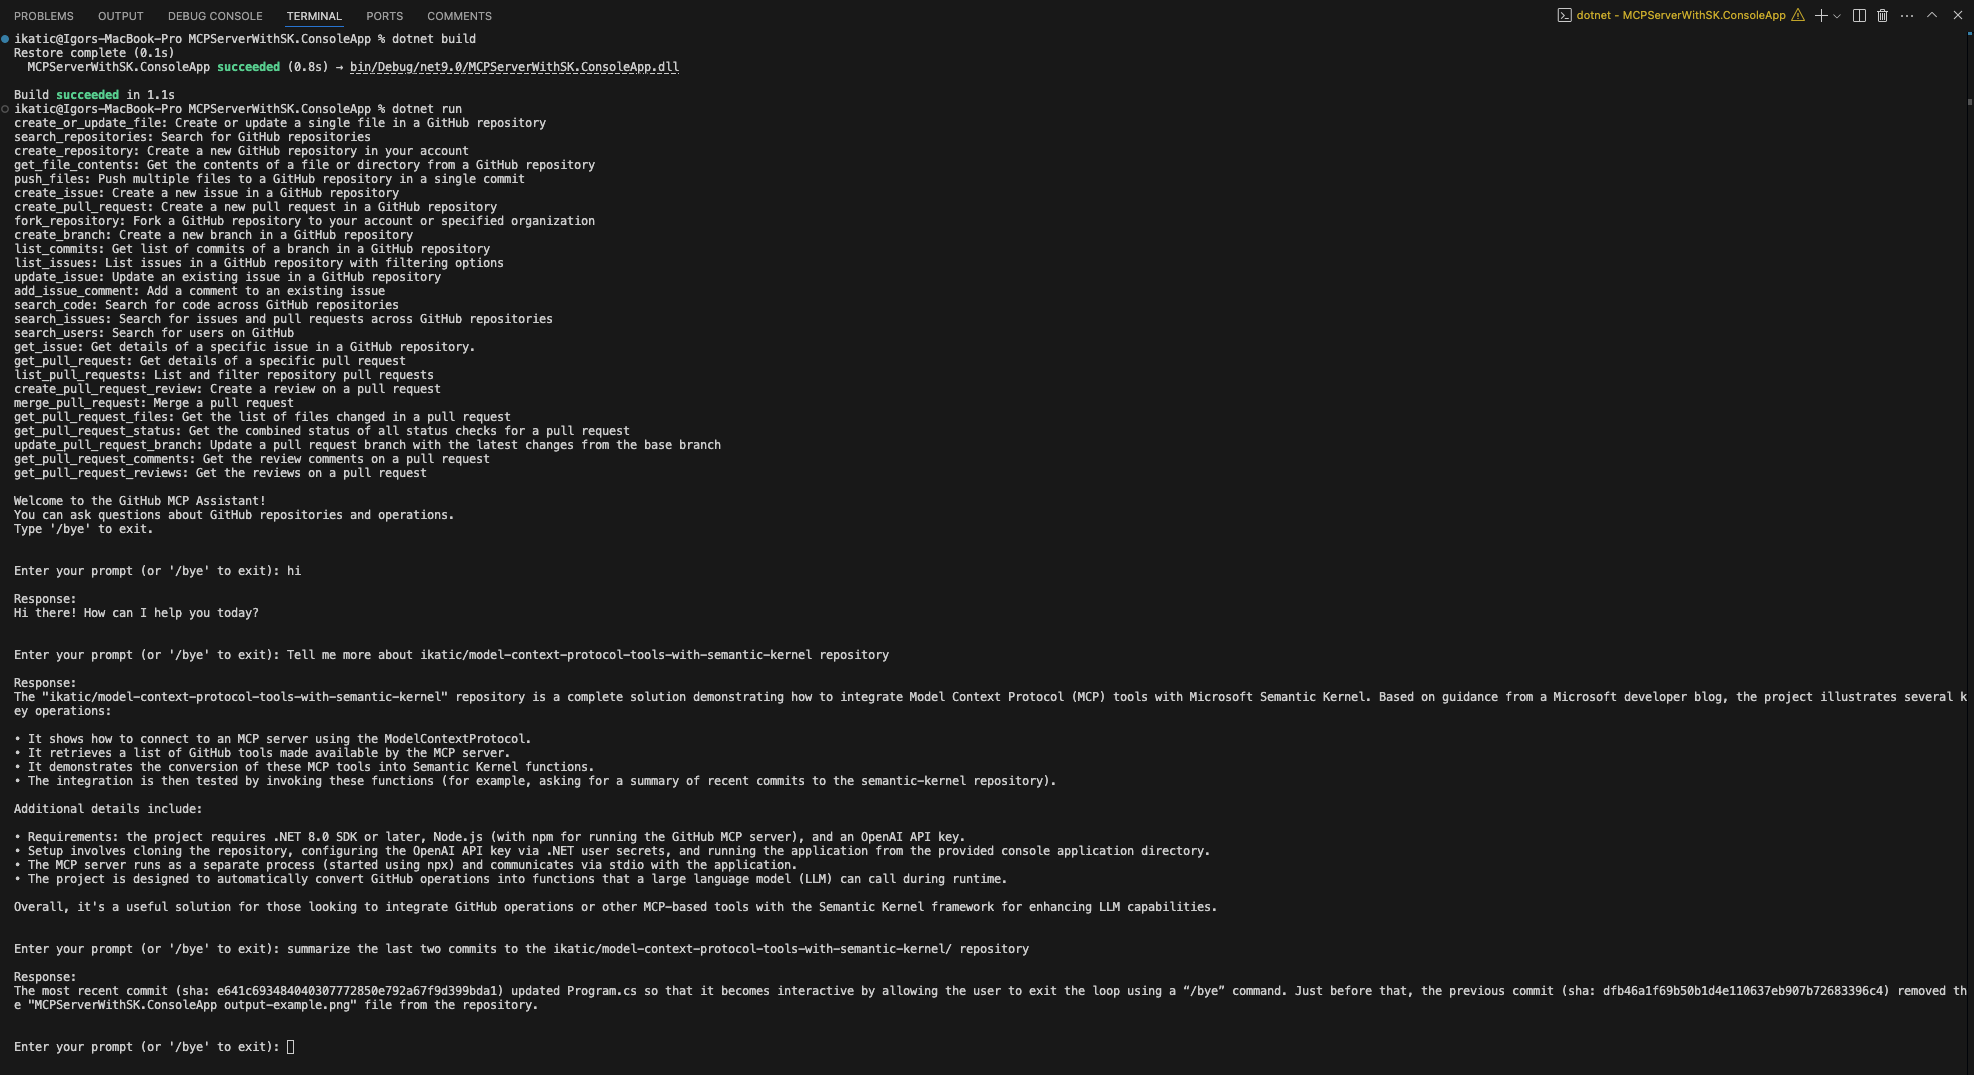 PROBLEMS OUTPUT DEBUG CONSOLE TERMINAL PORTS COMMENTS dotnet - MCPServerWithSK.ConsoleApp
ikatic@Igors-MacBook-Pro MCPServerWithSK.ConsoleApp % dotnet build
Restore complete (0.1s)
MCPServerWithSK.ConsoleApp succeeded (0.8s) → bin/Debug/net9.0/MCPServerWithSK.ConsoleApp.dll
Build succeeded in 1.1s
ikatic@Igors-MacBook-Pro MCPServerWithSK.ConsoleApp % dotnet run
create_or_update_file: Create or update a single file in a GitHub repository
search_repositories: Search for GitHub repositories
create_repository: Create a new GitHub repository in your account
get_file_contents: Get the contents of a file or directory from a GitHub repository
push_files: Push multiple files to a GitHub repository in a single commit
create_issue: Create a new issue in a GitHub repository
create_pull_request: Create a new pull request in a GitHub repository
fork_repository: Fork a GitHub repository to your account or specified organization
create_branch: Create a new branch in a GitHub repository
list_commits: Get list of commits of a branch in a GitHub repository
list_issues: List issues in a GitHub repository with filtering options
update_issue: Update an existing issue in a GitHub repository
add_issue_comment: Add a comment to an existing issue
search_code: Search for code across GitHub repositories
search_issues: Search for issues and pull requests across GitHub repositories
search_users: Search for users on GitHub
get_issue: Get details of a specific issue in a GitHub repository.
get_pull_request: Get details of a specific pull request
list_pull_requests: List and filter repository pull requests
create_pull_request_review: Create a review on a pull request
merge_pull_request: Merge a pull request
get_pull_request_files: Get the list of files changed in a pull request
get_pull_request_status: Get the combined status of all status checks for a pull request
update_pull_request_branch: Update a pull request branch with the latest changes from the base branch
get_pull_request_comments: Get the review comments on a pull request
get_pull_request_reviews: Get the reviews on a pull request
Welcome to the GitHub MCP Assistant!
You can ask questions about GitHub repositories and operations.
Type '/bye' to exit.
Enter your prompt (or '/bye' to exit): hi
Response:
Hi there! How can I help you today?
Enter your prompt (or '/bye' to exit): Tell me more about ikatic/model-context-protocol-tools-with-semantic-kernel repository
Response:
The "ikatic/model-context-protocol-tools-with-semantic-kernel" repository is a complete solution demonstrating how to integrate Model Context Protocol (MCP) tools with Microsoft Semantic Kernel. Based on guidance from a Microsoft developer blog, the project illustrates several k
ey operations:
• It shows how to connect to an MCP server using the ModelContextProtocol.
• It retrieves a list of GitHub tools made available by the MCP server.
• It demonstrates the conversion of these MCP tools into Semantic Kernel functions.
• The integration is then tested by invoking these functions (for example, asking for a summary of recent commits to the semantic-kernel repository).
Additional details include:
• Requirements: the project requires .NET 8.0 SDK or later, Node.js (with npm for running the GitHub MCP server), and an OpenAI API key.
• Setup involves cloning the repository, configuring the OpenAI API key via .NET user secrets, and running the application from the provided console application directory.
• The MCP server runs as a separate process (started using npx) and communicates via stdio with the application.
• The project is designed to automatically convert GitHub operations into functions that a large language model (LLM) can call during runtime.
Overall, it's a useful solution for those looking to integrate GitHub operations or other MCP-based tools with the Semantic Kernel framework for enhancing LLM capabilities.
Enter your prompt (or '/bye' to exit): summarize the last two commits to the ikatic/model-context-protocol-tools-with-semantic-kernel/ repository
Response:
The most recent commit (sha: e641c693484040307772850e792a67f9d399bda1) updated Program.cs so that it becomes interactive by allowing the user to exit the loop using a “/bye” command. Just before that, the previous commit (sha: dfb46a1f69b50b1d4e110637eb907b72683396c4) removed th
e "MCPServerWithSK.ConsoleApp output-example.png" file from the repository.
Enter your prompt (or '/bye' to exit):